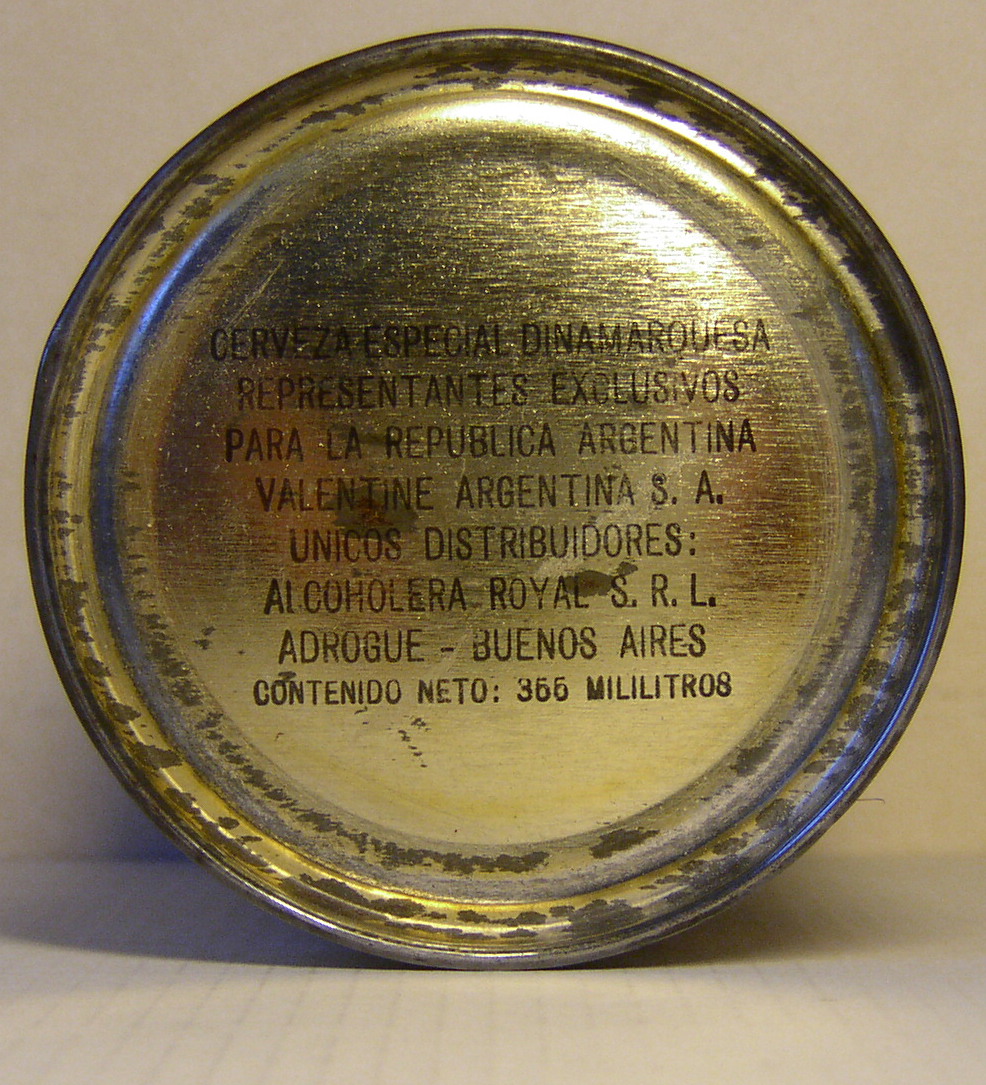 CERVEZA ESPECIAL DINAMARQUESA
REPRESENTANTES EXCLUSIVOS
PARA LA REPUBLICA ARGENTINA
VALENTINE ARGENTINA S. A.
UNICOS DISTRIBUIDORES:
ALCOHOLERA ROYAL S. R. L.
ADROGUE - BUENOS AIRES
CONTENIDO NETO: 355 MILILITROS